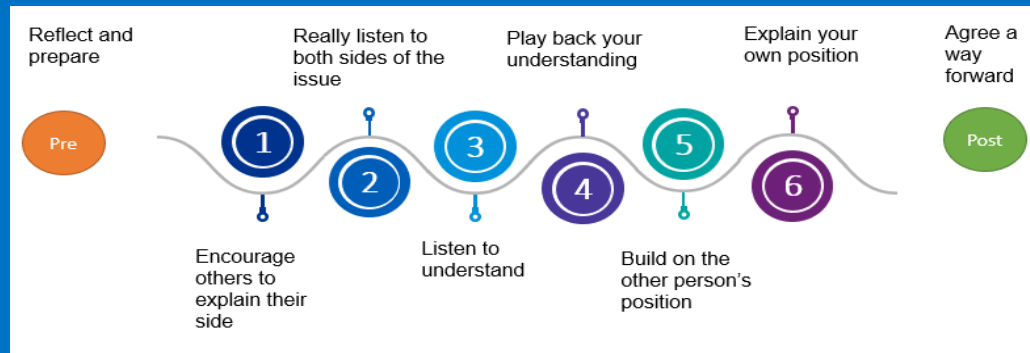 Reflect and
prepare
Really listen to
both sides of the
issue
Play back your
understanding
Explain your
own position
Agree a
way
forward
Pre
1
2
3
4
5
6
Post
Encourage
others to
explain their
side
Listen to
understand
Build on the
other person's
position